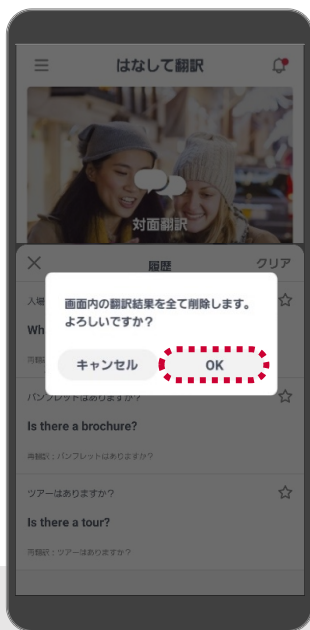 はなして翻訳
対面翻訳
履歴 クリア
入場
Wh
画面内の翻訳結果を全て削除します。
よろしいですか？
キャンセル OK
パンフレットはありますか？
Is there a brochure?
再翻訳：パンフレットはありますか？
ツアーはありますか？
Is there a tour?
再翻訳：ツアーはありますか？